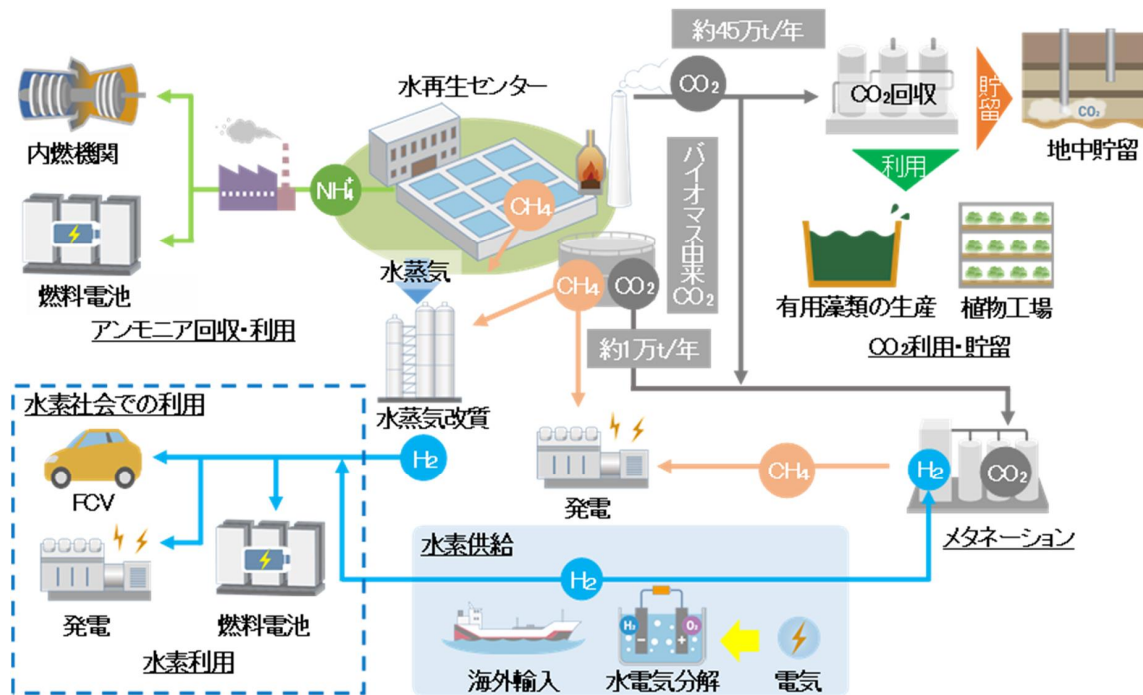 約45万t/年
CO₂
水再生センター
内燃機関
NH₄⁺
CH₄
CO₂回収
貯留
CO₂
地中貯留
利用
バイオマス由来CO₂
燃料電池
アンモニア回収・利用
水蒸気
CH₄
CO₂
有用藻類の生産
植物工場
CO₂利用・貯留
約1万t/年
水蒸気改質
水素社会での利用
H₂
FCV
発電
CH₄
H₂
CO₂
メタネーション
発電
燃料電池
水素利用
水素供給
H₂
H₂
O₂
−
+
海外輸入
水電気分解
電気